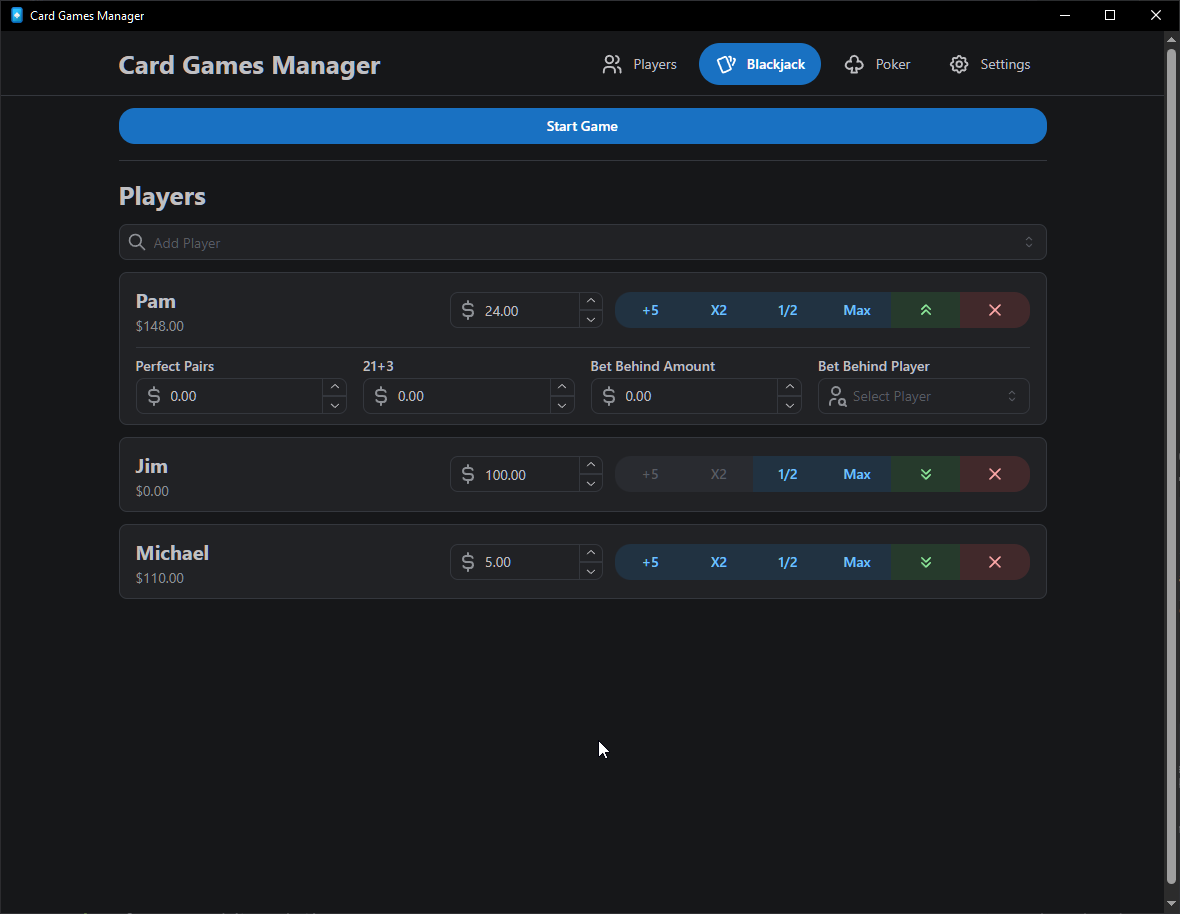 Card Games Manager
Card Games Manager
Players
Blackjack
Poker
Settings
Start Game
Players
Add Player
Pam
$148.00
$ 24.00
+5
X2
1/2
Max
Perfect Pairs
21+3
Bet Behind Amount
Bet Behind Player
$ 0.00
$ 0.00
$ 0.00
Select Player
Jim
$0.00
$ 100.00
+5
X2
1/2
Max
Michael
$110.00
$ 5.00
+5
X2
1/2
Max